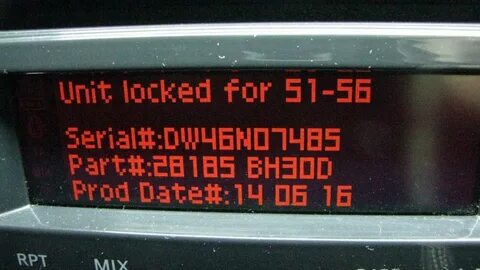 Unit locked for 51-56
Serial#:DW46N07485
Part#:28185 BH30D
Prod Date#:14 06 16
RPT MIX